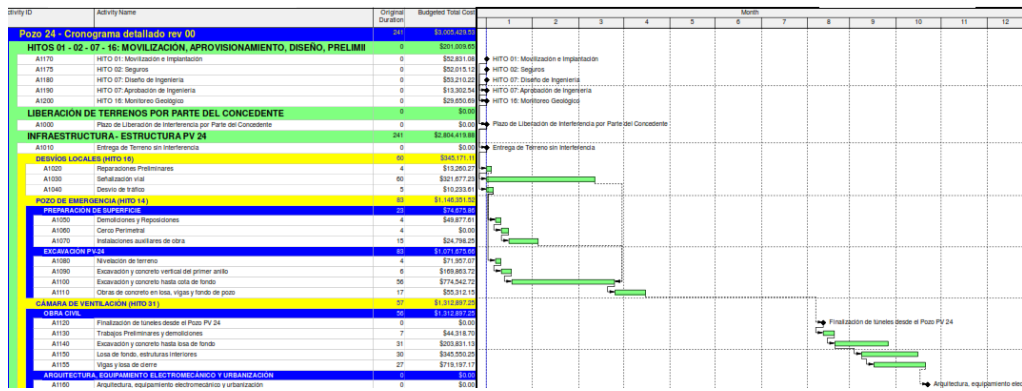 ctivity ID Activity Name Original Duration Budgeted Total Cost Month
1 2 3 4 5 6 7 8 9 10 11 12
Pozo 24 - Cronograma detallado rev 00 241 $3,005,429.53
HITOS 01 - 02 - 07 - 16: MOVILIZACIÓN, APROVISIONAMIENTO, DISEÑO, PRELIMII 0 $201,009.65
A1170 HITO 01: Movilización e Implantación 0 $52,831.08 HITO 01: Movilización e Implantación
A1175 HITO 02: Seguros 0 $52,015.12 HITO 02: Seguros
A1180 HITO 07: Diseño de Ingeniería 0 $53,210.22 HITO 07: Diseño de Ingeniería
A1190 HITO 07: Aprobación de Ingeniería 0 $13,302.54 HITO 07: Aprobación de Ingeniería
A1200 HITO 16: Monitoreo Geológico 0 $29,650.69 HITO 16: Monitoreo Geológico
LIBERACIÓN DE TERRENOS POR PARTE DEL CONCEDENTE 0 $0.00
A1000 Plazo de Liberación de Interferencia por Parte del Concedente 0 $0.00 Plazo de Liberación de Interferencia por Parte del Concedente
INFRAESTRUCTURA - ESTRUCTURA PV 24 241 $2,804,419.88
A1010 Entrega de Terreno sin Interferencia 0 $0.00 Entrega de Terreno sin Interferencia
DESVÍOS LOCALES (HITO 16) 60 $345,171.11
A1020 Reparaciones Preliminares 4 $13,260.27
A1030 Señalización vial 60 $321,677.23
A1040 Desvío de tráfico 5 $10,233.61
POZO DE EMERGENCIA (HITO 14) 83 $1,146,351.52
PREPARACIÓN DE SUPERFICIE 23 $74,675.86
A1050 Demoliciones y Reposiciones 4 $49,877.61
A1060 Cerco Perimetral 4 $0.00
A1070 Instalaciones auxiliares de obra 15 $24,798.25
EXCAVACIÓN PV-24 83 $1,071,675.66
A1080 Nivelación de terreno 4 $71,957.07
A1090 Excavación y concreto vertical del primer anillo 6 $169,863.72
A1100 Excavación y concreto hasta cota de fondo 56 $774,542.72
A1110 Obras de concreto en losa, vigas y fondo de pozo 17 $55,312.15
CÁMARA DE VENTILACIÓN (HITO 31) 57 $1,312,897.25
OBRA CIVIL 56 $1,312,897.25
A1120 Finalización de túneles desde el Pozo PV 24 0 $0.00 Finalización de túneles desde el Pozo PV 24
A1130 Trabajos Preliminares y demoliciones 7 $44,318.70
A1140 Excavación y concreto hasta losa de fondo 31 $203,831.13
A1150 Losa de fondo, estructuras interiores 30 $345,550.25
A1155 Vigas y losa de cierre 27 $719,197.17
ARQUITECTURA, EQUIPAMIENTO ELECTROMECÁNICO Y URBANIZACIÓN 0 $0.00
A1160 Arquitectura, equipamiento electromecánico y urbanización 0 $0.00 Arquitectura, equipamiento elec